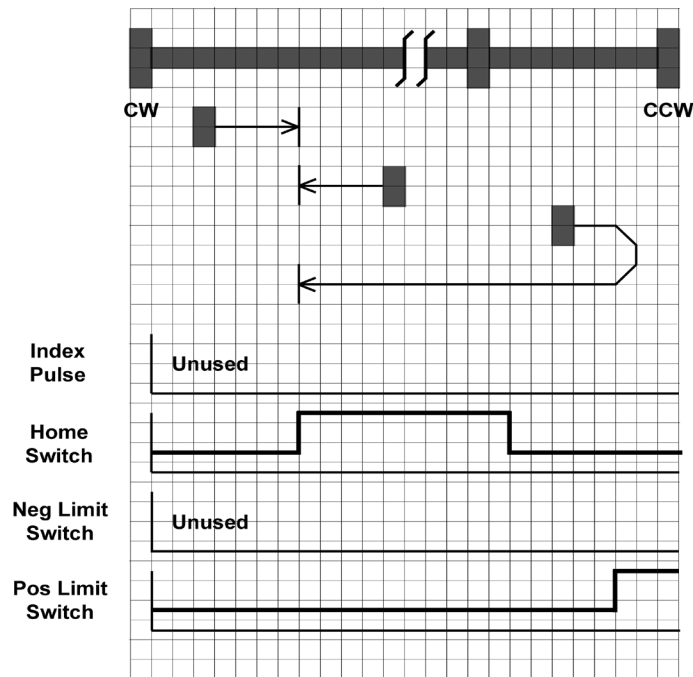 CW
CCW
Index
Pulse
Unused
Home
Switch
Neg Limit
Switch
Unused
Pos Limit
Switch